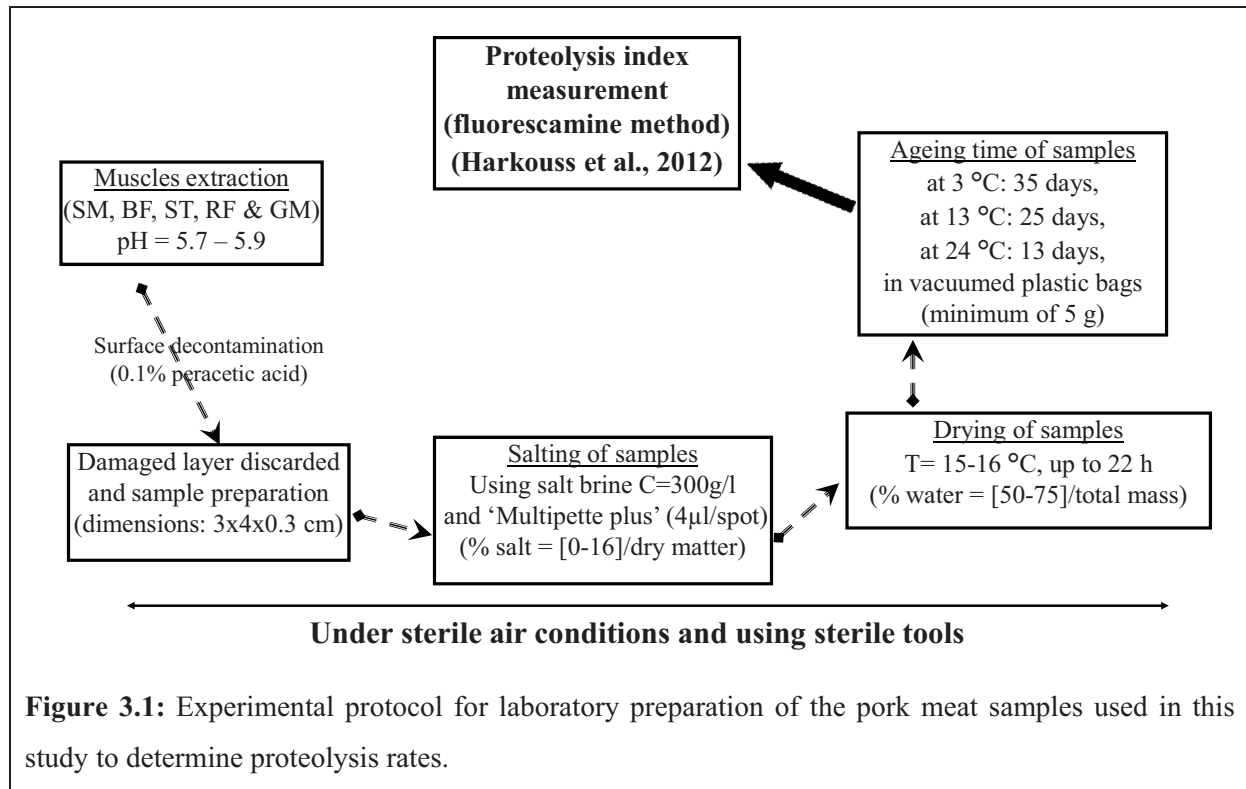 Muscles extraction
(SM, BF, ST, RF & GM)
pH = 5.7 – 5.9
Surface decontamination
(0.1% peracetic acid)
Damaged layer discarded
and sample preparation
(dimensions: 3x4x0.3 cm)
Salting of samples
Using salt brine C=300g/l
and ‘Multipette plus’ (4µl/spot)
(% salt = [0-16]/dry matter)
Drying of samples
T= 15-16 °C, up to 22 h
(% water = [50-75]/total mass)
Ageing time of samples
at 3 °C: 35 days,
at 13 °C: 25 days,
at 24 °C: 13 days,
in vacuumed plastic bags
(minimum of 5 g)
Proteolysis index
measurement
(fluorescamine method)
(Harkouss et al., 2012)
Under sterile air conditions and using sterile tools
Figure 3.1: Experimental protocol for laboratory preparation of the pork meat samples used in this
study to determine proteolysis rates.